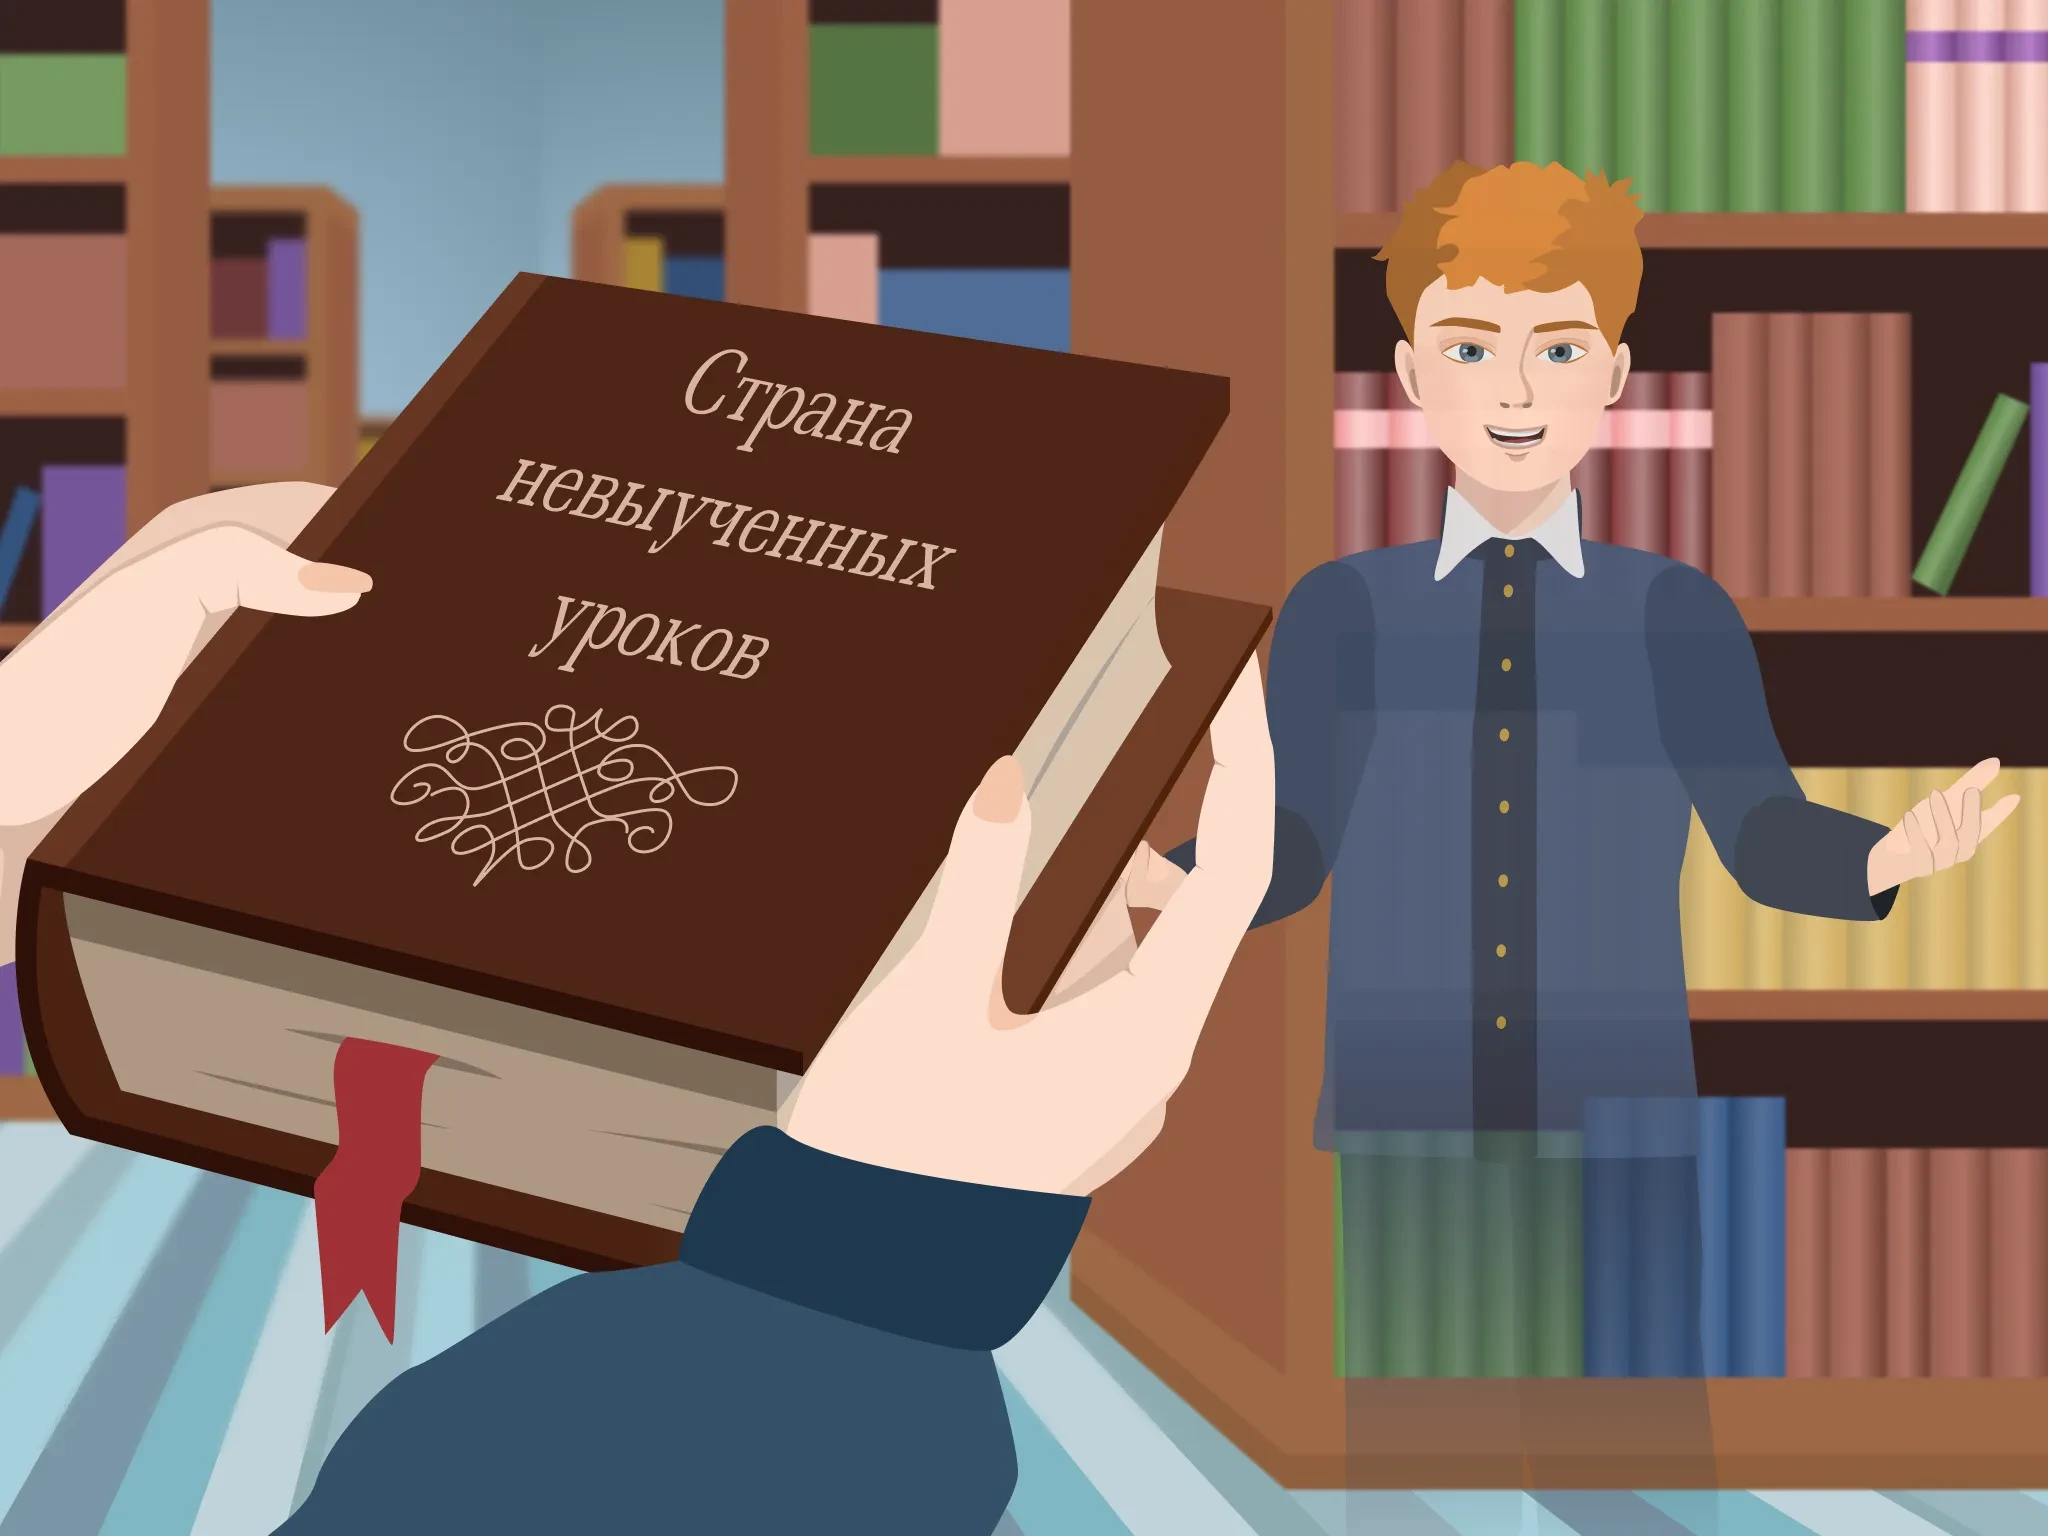 Страна
невыученных
уроков